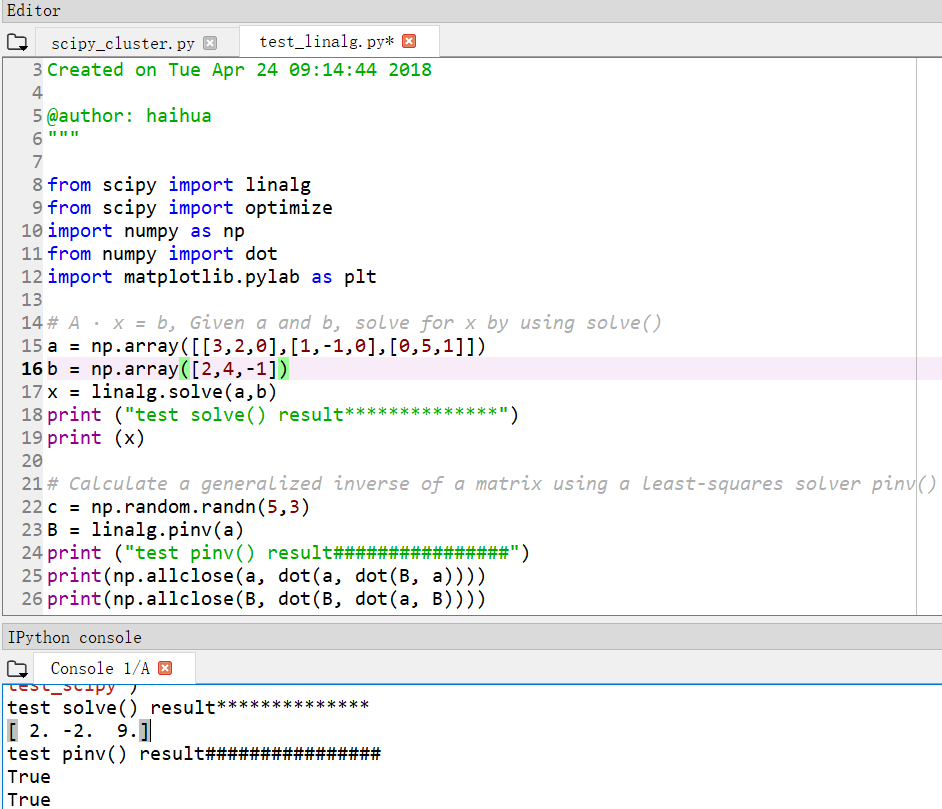 Editor
scipy_cluster.py test_linalg.py*
3 Created on Tue Apr 24 09:14:44 2018
4
5 @author: haihua
6 """
7
8 from scipy import linalg
9 from scipy import optimize
10 import numpy as np
11 from numpy import dot
12 import matplotlib.pylab as plt
13
14 # A · x = b, Given a and b, solve for x by using solve()
15 a = np.array([[3,2,0],[1,-1,0],[0,5,1]])
16 b = np.array([2,4,-1])
17 x = linalg.solve(a,b)
18 print ("test solve() result**************")
19 print (x)
20
21 # Calculate a generalized inverse of a matrix using a least-squares solver pinv()
22 c = np.random.randn(5,3)
23 B = linalg.pinv(a)
24 print ("test pinv() result################")
25 print(np.allclose(a, dot(a, dot(B, a))))
26 print(np.allclose(B, dot(B, dot(a, B))))
IPython console
Console 1/A
test_scipy')
test solve() result**************
[ 2. -2.  9.]
test pinv() result################
True
True